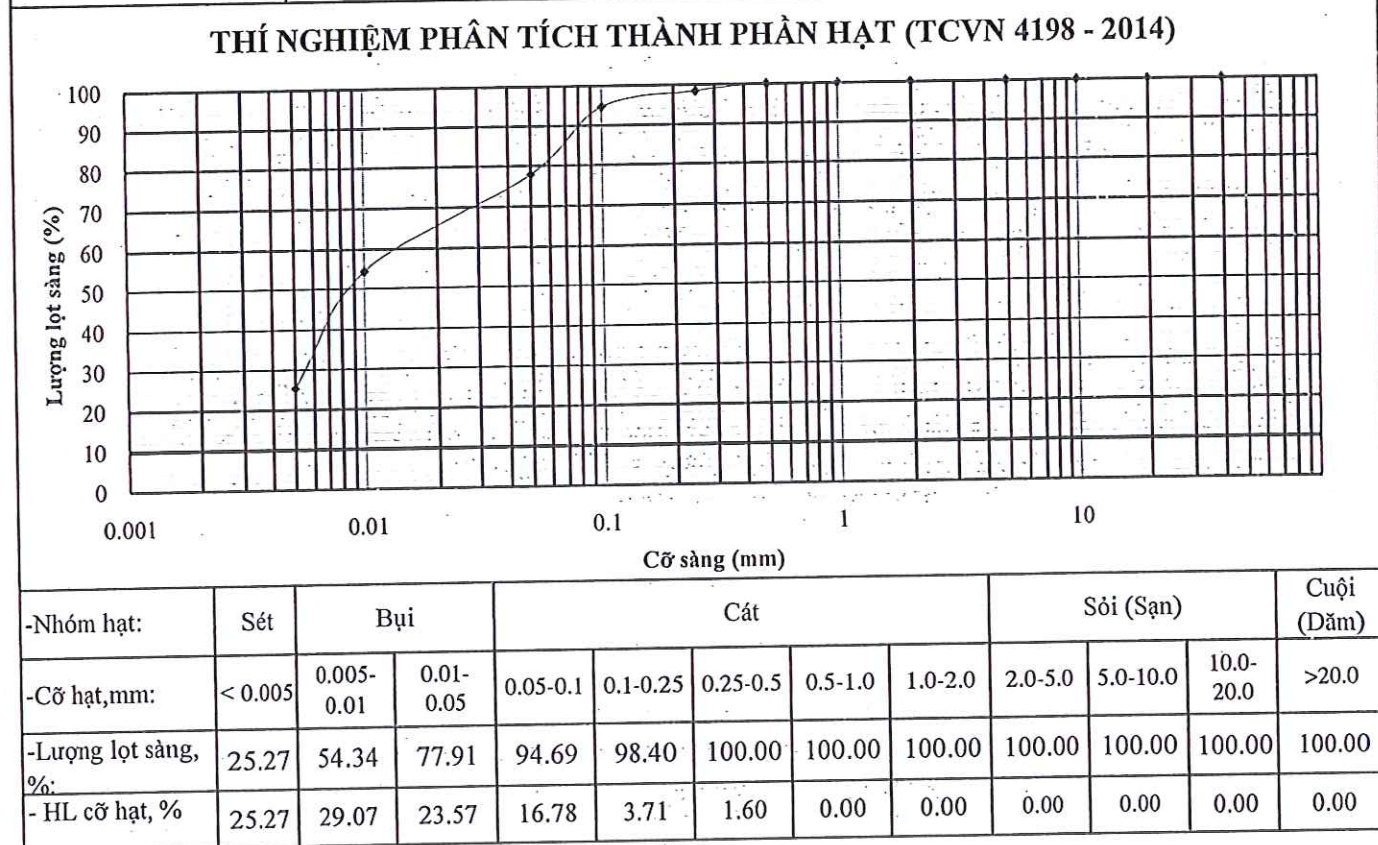 THÍ NGHIỆM PHÂN TÍCH THÀNH PHẦN HẠT (TCVN 4198 - 2014)
Lượng lọt sàng (%)
100
90
80
70
60
50
40
30
20
10
0
0.001 0.01 0.1 1 10
Cỡ sàng (mm)
-Nhóm hạt: Sét Bụi Cát Sỏi (Sạn) Cuội (Dăm)
-Cỡ hạt,mm: < 0.005 0.005-0.01 0.01-0.05 0.05-0.1 0.1-0.25 0.25-0.5 0.5-1.0 1.0-2.0 2.0-5.0 5.0-10.0 10.0-20.0 >20.0
-Lượng lọt sàng, %: 25.27 54.34 77.91 94.69 98.40 100.00 100.00 100.00 100.00 100.00 100.00 100.00
- HL cỡ hạt, % 25.27 29.07 23.57 16.78 3.71 1.60 0.00 0.00 0.00 0.00 0.00 0.00